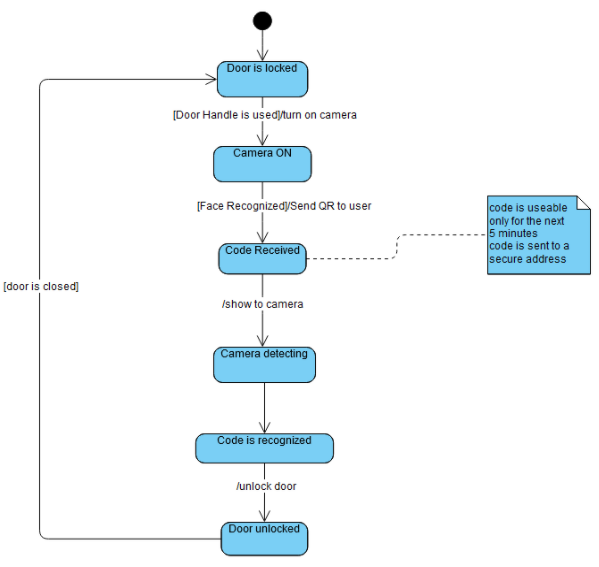 Door is locked
[Door Handle is used]/turn on camera
Camera ON
[Face Recognized]/Send QR to user
code is useable
only for the next
5 minutes
code is sent to a
secure address
Code Received
[door is closed]
/show to camera
Camera detecting
Code is recognized
/unlock door
Door unlocked